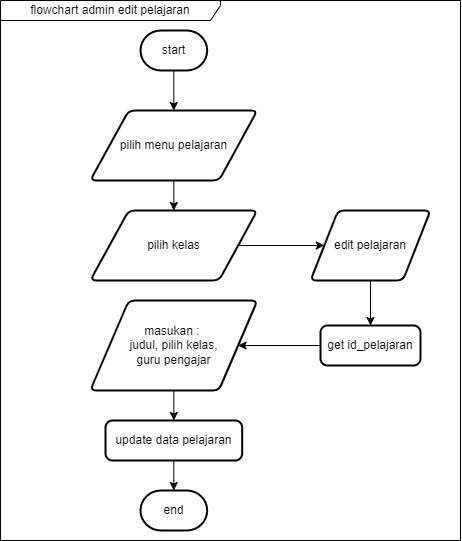 flowchart admin edit pelajaran
start
pilih menu pelajaran
pilih kelas
edit pelajaran
get id_pelajaran
masukan :
judul, pilih kelas,
guru pengajar
update data pelajaran
end